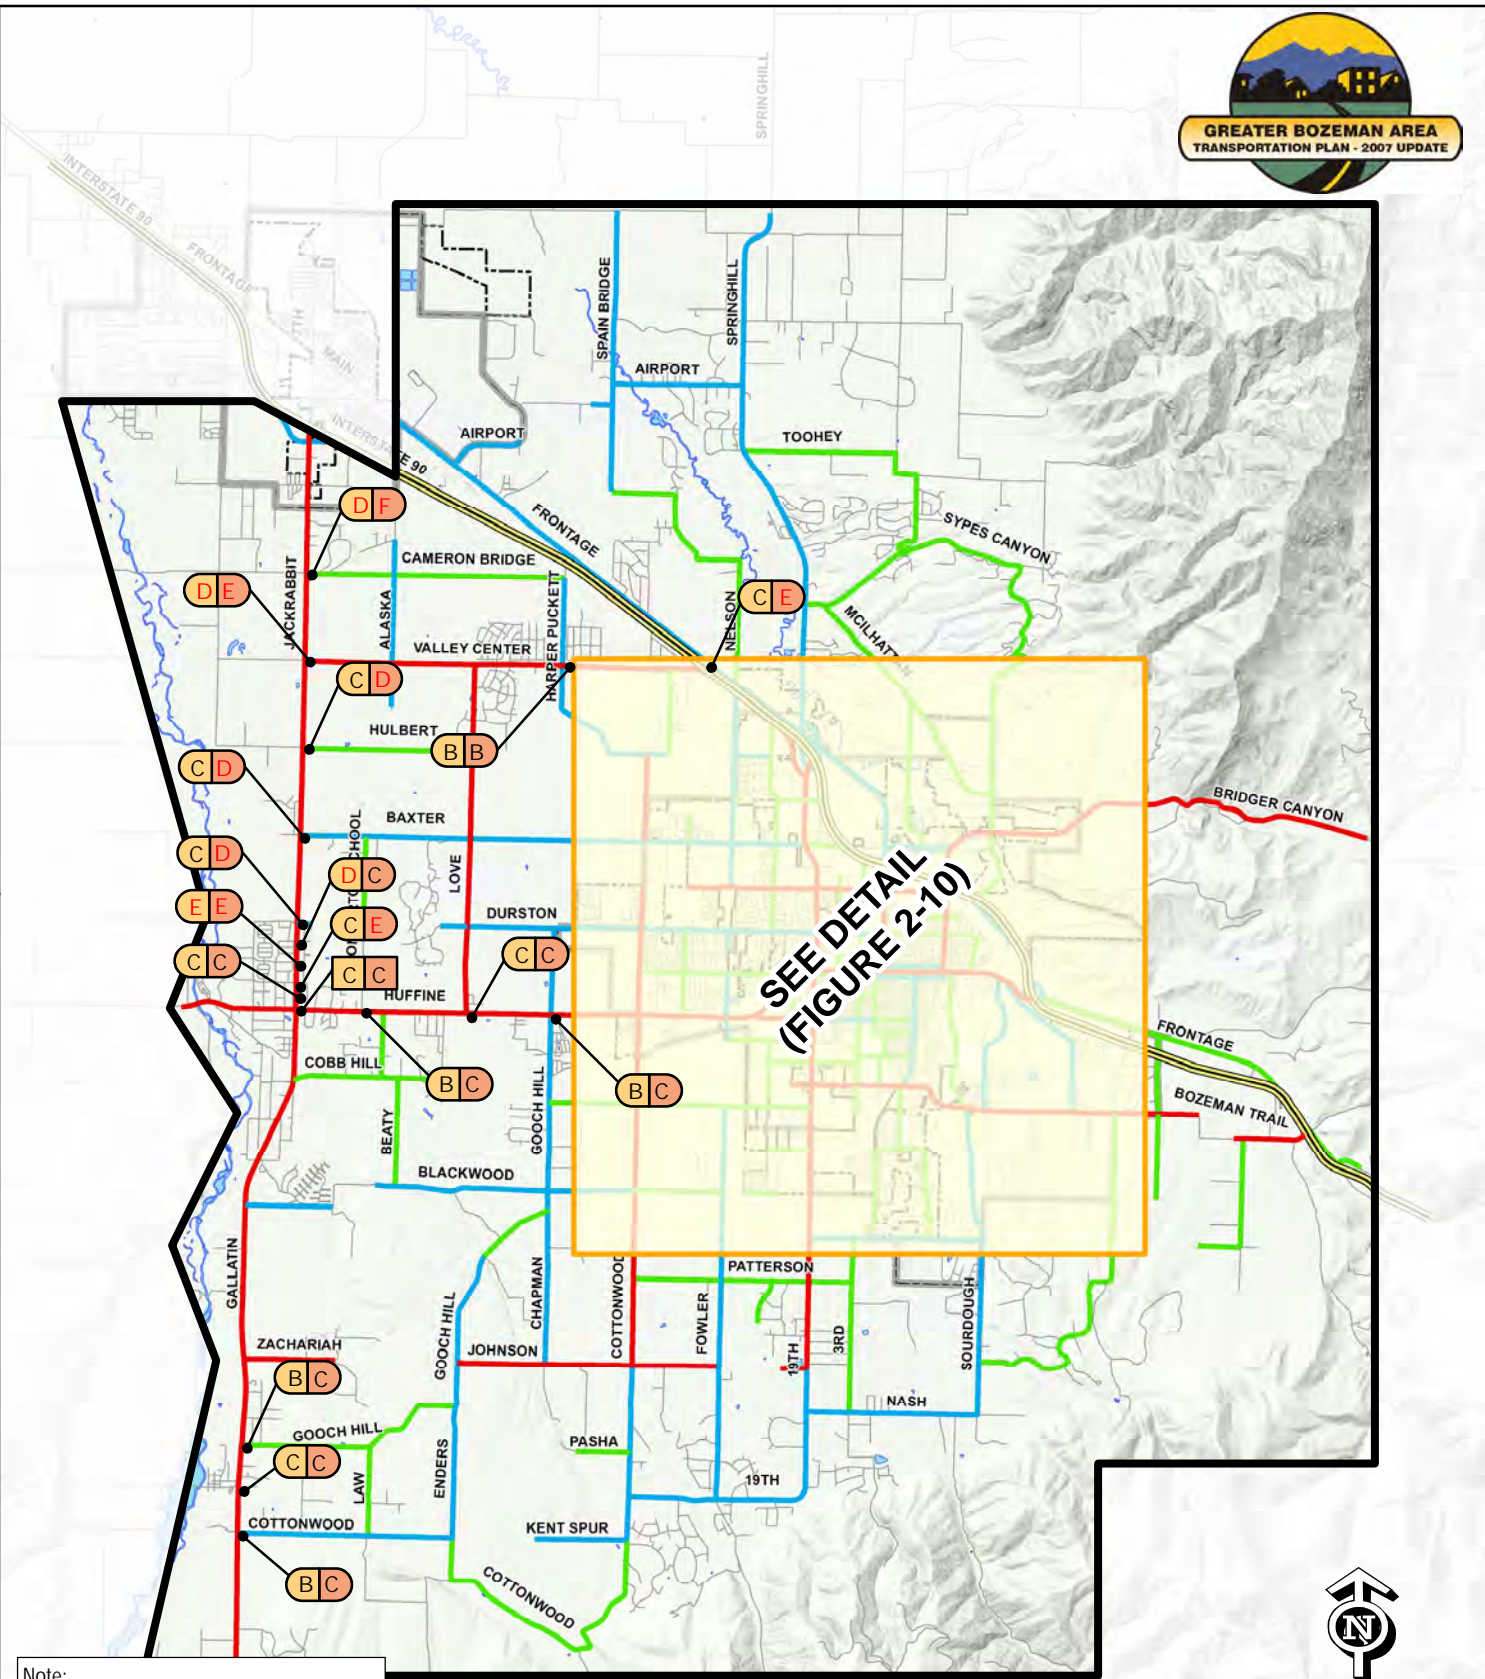 GREATER BOZEMAN AREA
TRANSPORTATION PLAN - 2007 UPDATE
SPRINGHILL
INTERSTATE 90
FRONTAGE
MAIN
INTERSTATE 90
SPAIN BRIDGE
SPRINGHILL
AIRPORT
AIRPORT
TOOHEY
FRONTAGE
SYPES CANYON
D F
CAMERON BRIDGE
JACKRABBIT
D E
ALASKA
HARPER PUCKETT
NELSON
C E
VALLEY CENTER
C D
HULBERT
B B
C D
BAXTER
BRIDGER CANYON
C D
D C
LOVE
E E
C E
DURSTON
C C
C C
C C
HUFFINE
SEE DETAIL
(FIGURE 2-10)
FRONTAGE
COBB HILL
B C
B C
GOOCH HILL
BOZEMAN TRAIL
BEATY
BLACKWOOD
GALLATIN
GOOCH HILL
CHAPMAN
COTTONWOOD
PATTERSON
FOWLER
19TH
3RD
SOURDOUGH
ZACHARIAH
JOHNSON
B C
NASH
GOOCH HILL
C C
PASHA
LAW
ENDERS
19TH
COTTONWOOD
KENT SPUR
B C
COTTONWOOD
N
Note: